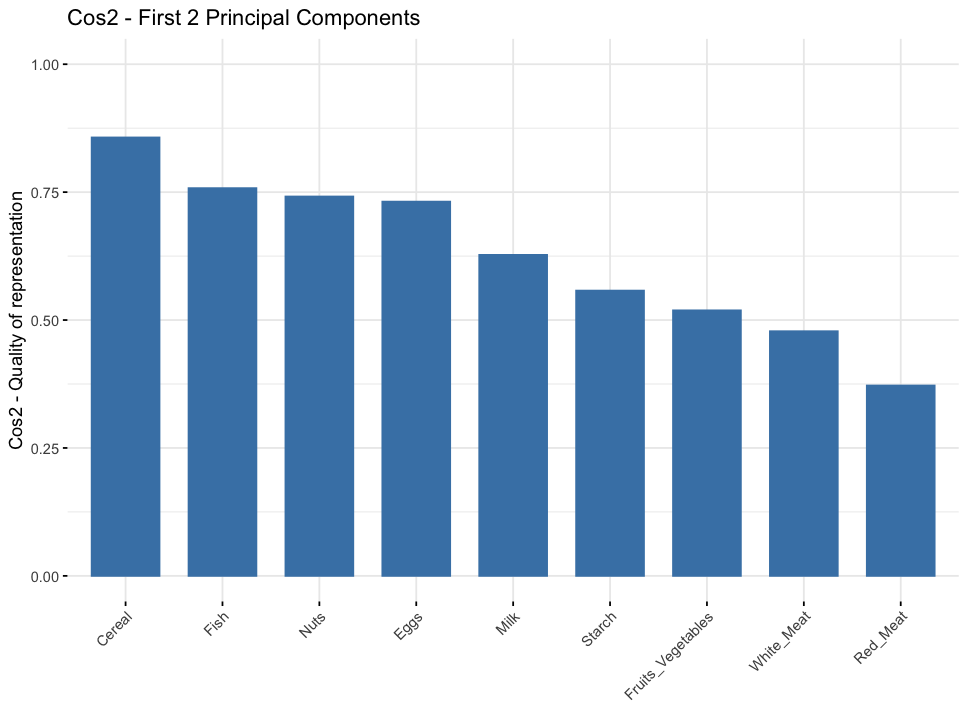 Cos2 - First 2 Principal Components
Cos2 - Quality of representation
1.00
0.75
0.50
0.25
0.00
Cereal
Fish
Nuts
Eggs
Milk
Starch
Fruits_Vegetables
White_Meat
Red_Meat